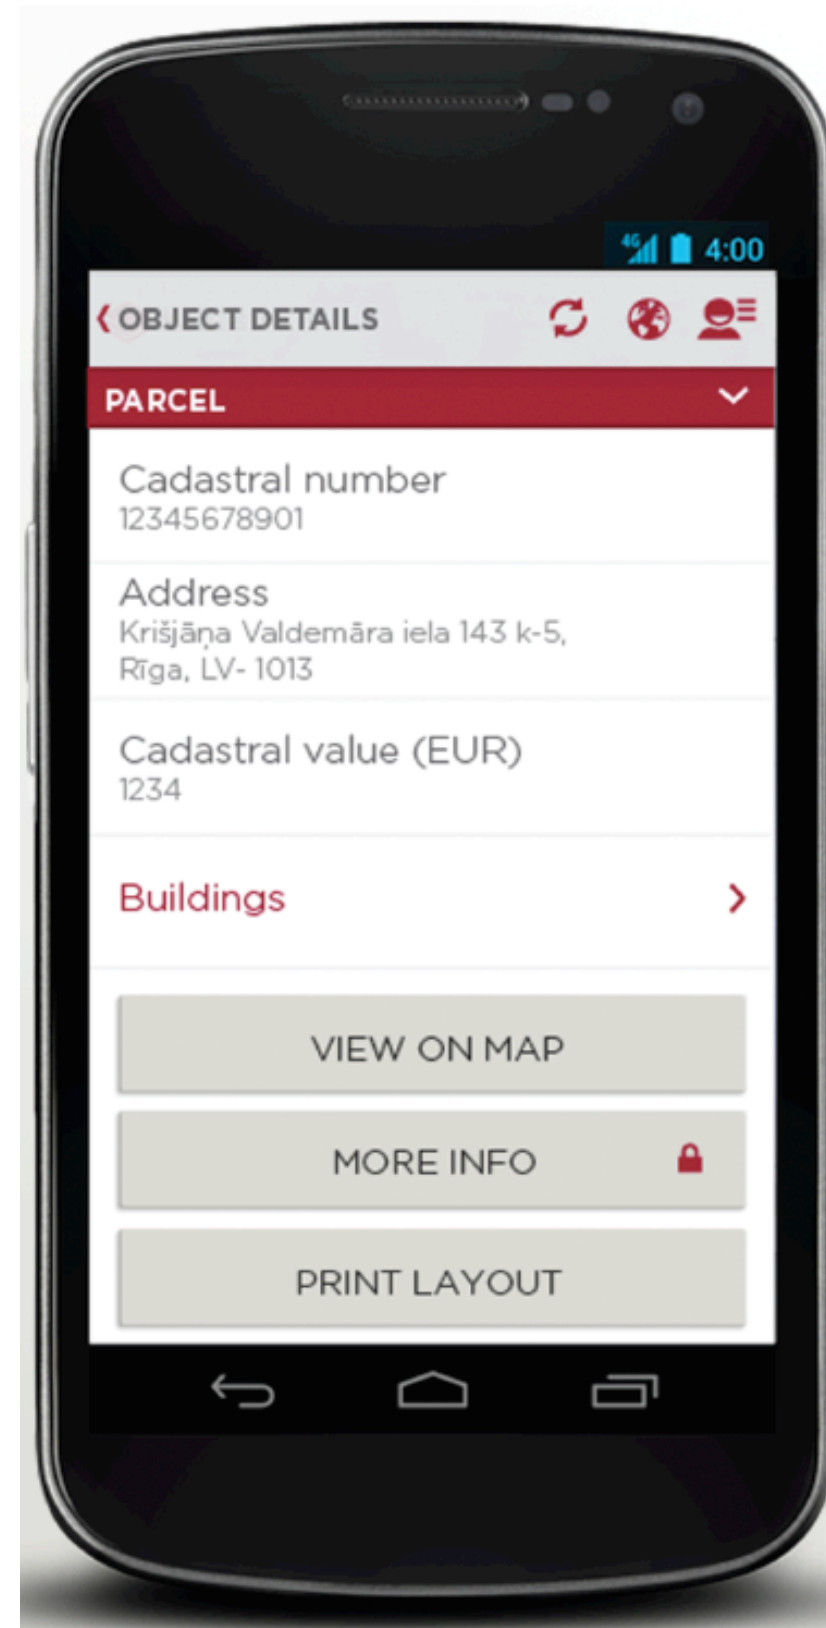 4G 4:00
OBJECT DETAILS
PARCEL
Cadastral number
12345678901
Address
Krišjāņa Valdemāra iela 143 k-5,
Rīga, LV- 1013
Cadastral value (EUR)
1234
Buildings
VIEW ON MAP
MORE INFO
PRINT LAYOUT